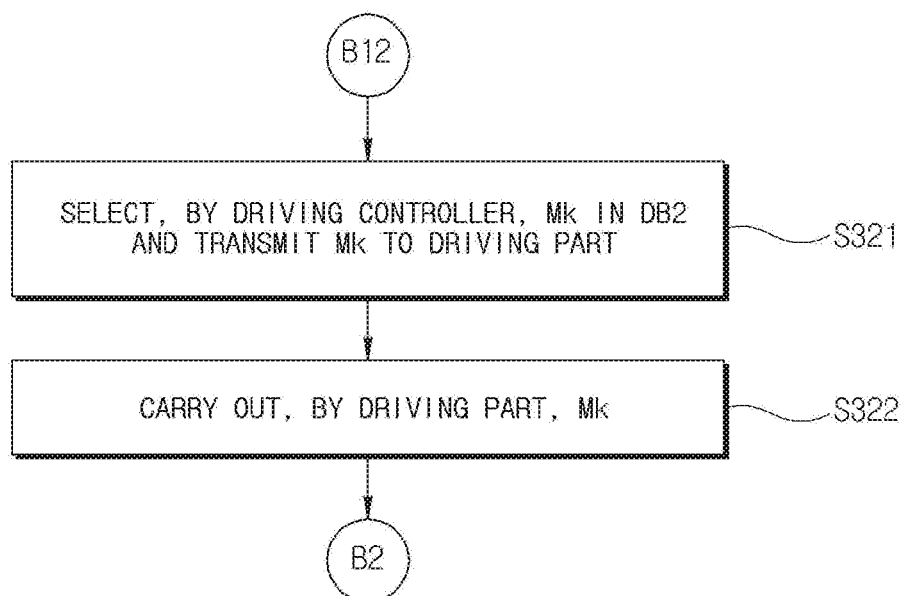 B12
SELECT, BY DRIVING CONTROLLER, Mk IN DB2
AND TRANSMIT Mk TO DRIVING PART
S321
CARRY OUT, BY DRIVING PART, Mk
S322
B2